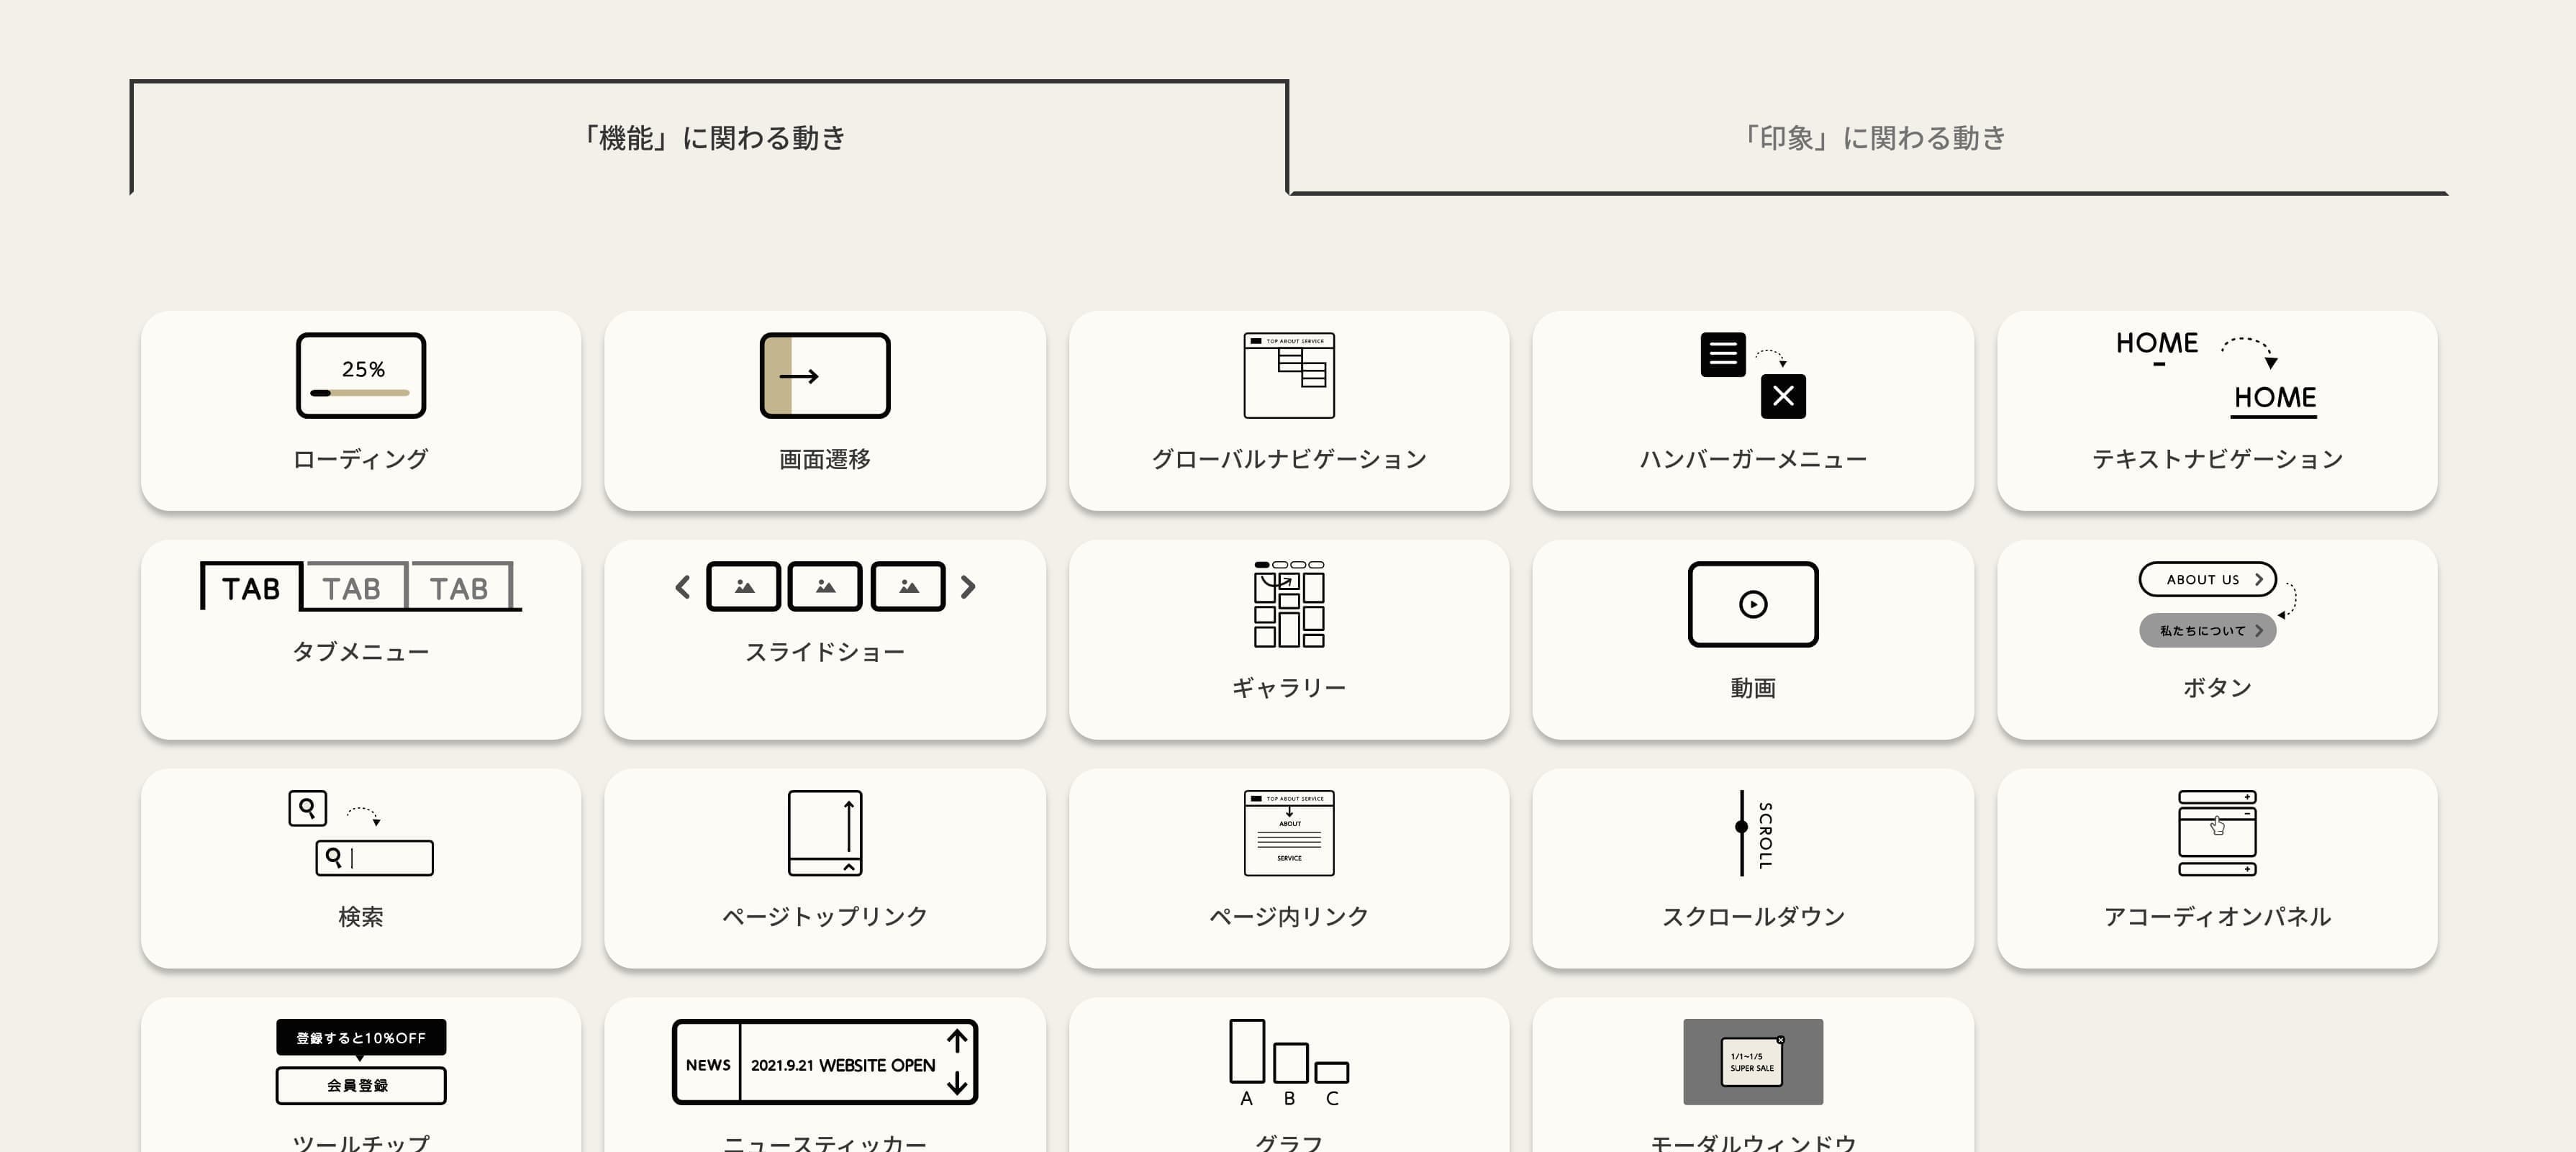 「機能」に関わる動き
「印象」に関わる動き
25%
ローディング
画面遷移
TOP ABOUT SERVICE
グローバルナビゲーション
ハンバーガーメニュー
HOME
HOME
テキストナビゲーション
TAB TAB TAB
タブメニュー
スライドショー
ギャラリー
動画
ABOUT US
私たちについて
ボタン
検索
ページトップリンク
TOP ABOUT SERVICE
ABOUT
SERVICE
ページ内リンク
SCROLL
スクロールダウン
アコーディオンパネル
登録すると10%OFF
会員登録
ツールチップ
NEWS 2021.9.21 WEBSITE OPEN
ニュースティッカー
A B C
グラフ
1/1~1/5
SUPER SALE
モーダルウィンドウ